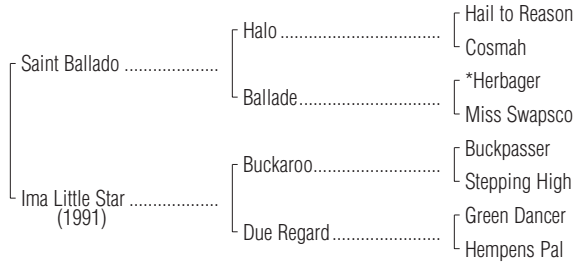 Hail to Reason
Halo ....................................
Cosmah
Saint Ballado ...................
*Herbager
Ballade................................
Miss Swapsco
Buckpasser
Buckaroo.............................
Stepping High
Ima Little Star ..................
(1991)
Green Dancer
Due Regard .........................
Hempens Pal